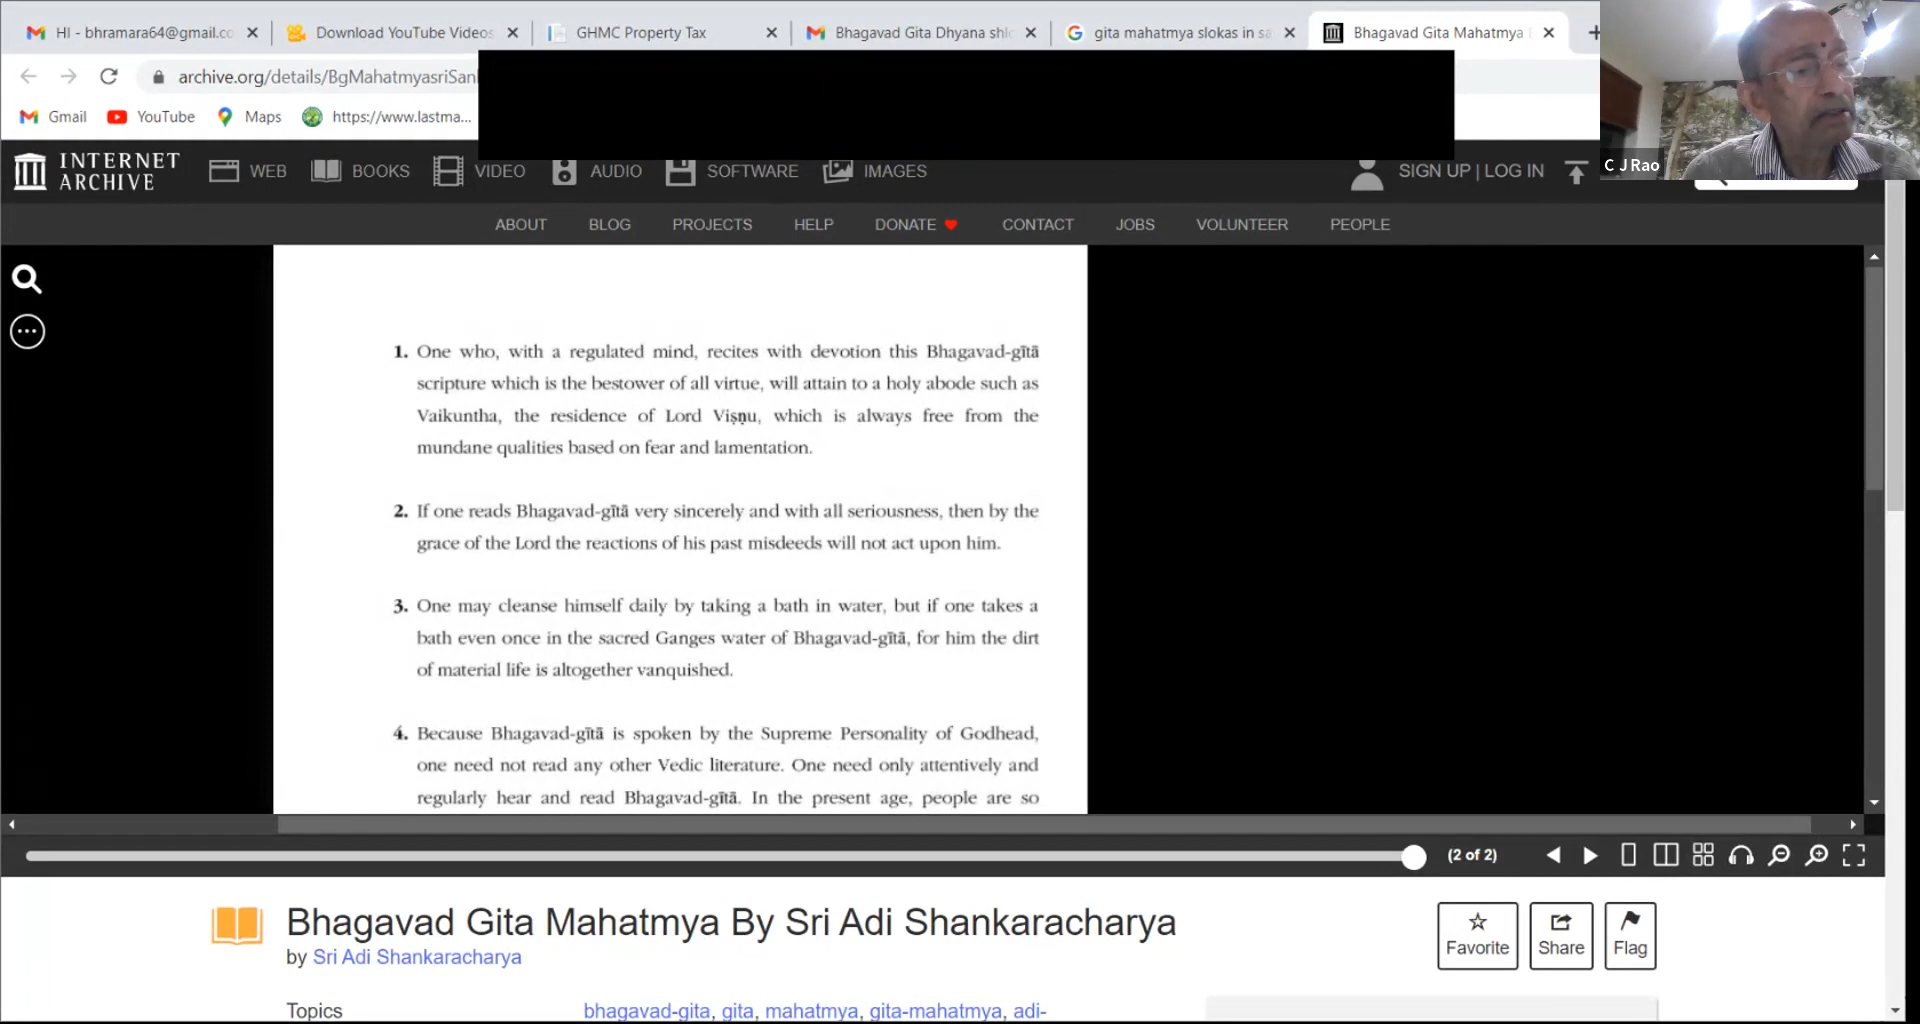 HI - bhramara64@gmail.co
Download YouTube Videos
GHMC Property Tax
Bhagavad Gita Dhyana shlo
gita mahatmya slokas in sa
Bhagavad Gita Mahatmya
archive.org/details/BgMahatmyasriSan
Gmail
YouTube
Maps
https://www.lastma...
C J Rao
INTERNET
ARCHIVE
WEB
BOOKS
VIDEO
AUDIO
SOFTWARE
IMAGES
SIGN UP | LOG IN
ABOUT
BLOG
PROJECTS
HELP
DONATE
CONTACT
JOBS
VOLUNTEER
PEOPLE
1. One who, with a regulated mind, recites with devotion this Bhagavad-gītā
scripture which is the bestower of all virtue, will attain to a holy abode such as
Vaikuntha, the residence of Lord Viṣṇu, which is always free from the
mundane qualities based on fear and lamentation.
2. If one reads Bhagavad-gītā very sincerely and with all seriousness, then by the
grace of the Lord the reactions of his past misdeeds will not act upon him.
3. One may cleanse himself daily by taking a bath in water, but if one takes a
bath even once in the sacred Ganges water of Bhagavad-gītā, for him the dirt
of material life is altogether vanquished.
4. Because Bhagavad-gītā is spoken by the Supreme Personality of Godhead,
one need not read any other Vedic literature. One need only attentively and
regularly hear and read Bhagavad-gītā. In the present age, people are so
(2 of 2)
Bhagavad Gita Mahatmya By Sri Adi Shankaracharya
by Sri Adi Shankaracharya
Favorite
Share
Flag
Topics
bhagavad-gita, gita, mahatmya, gita-mahatmya, adi-